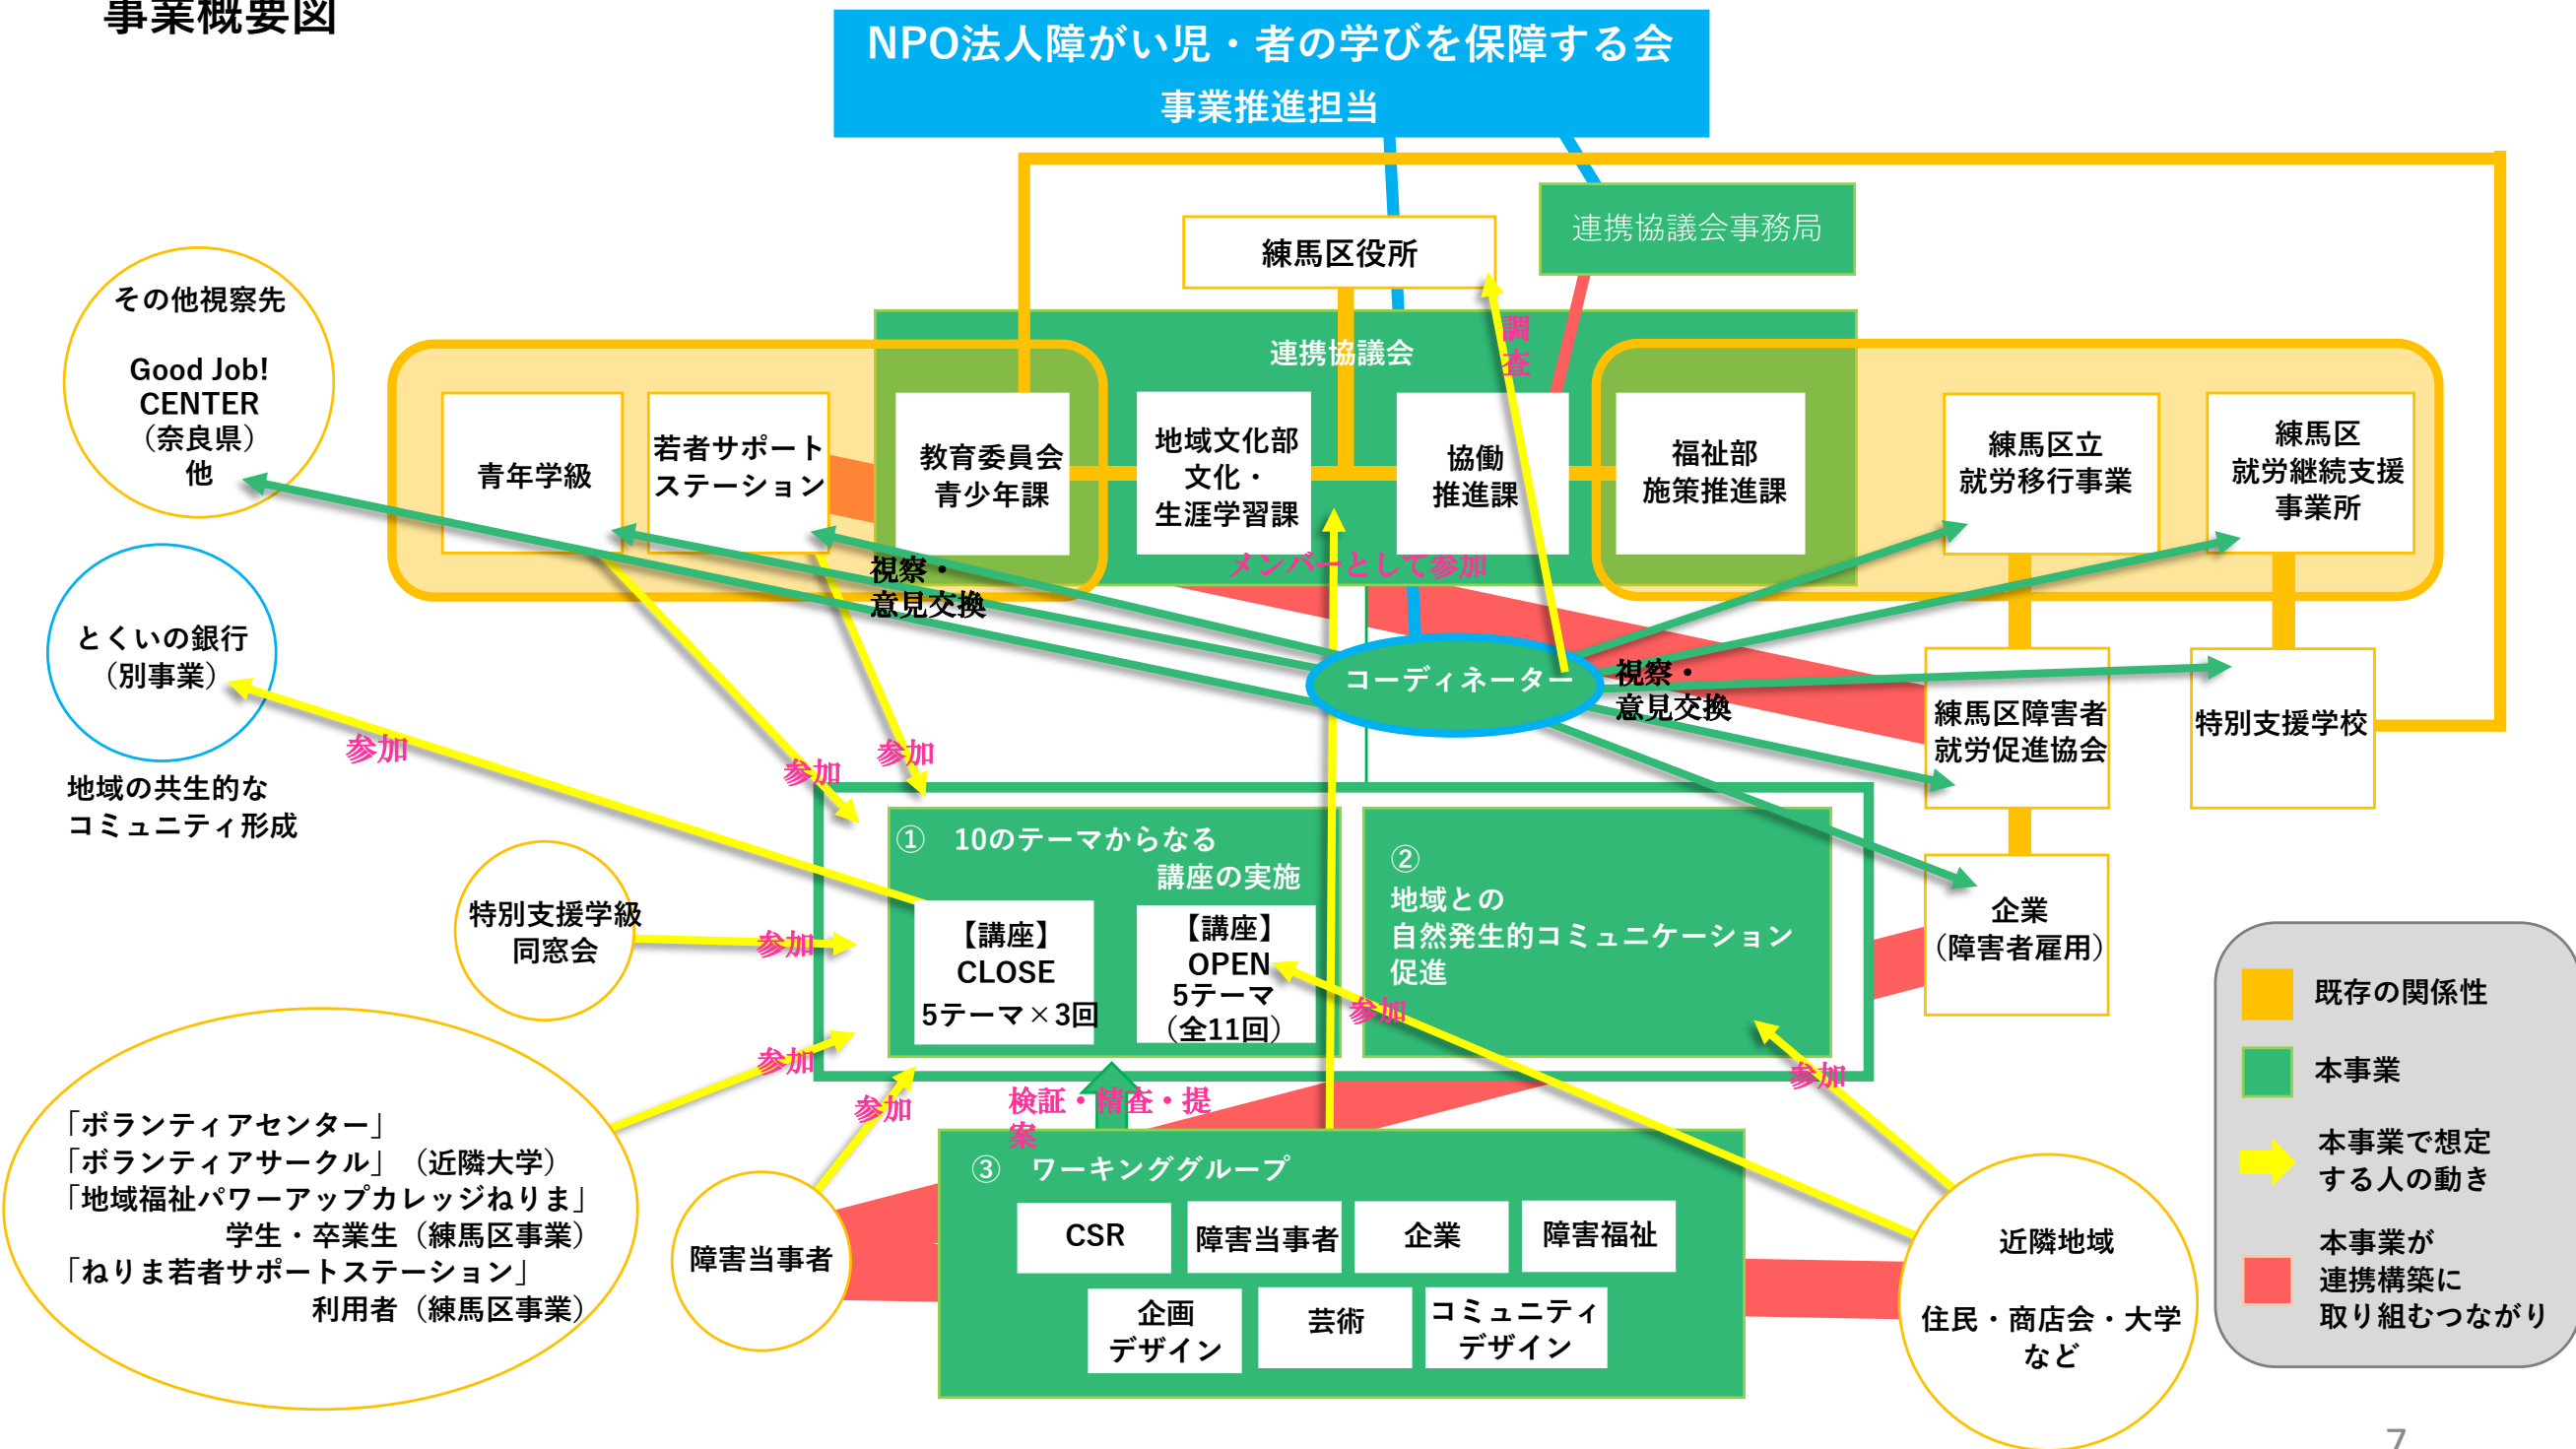 事業概要図
NPO法人障がい児・者の学びを保障する会
事業推進担当
連携協議会事務局
練馬区役所
その他視察先
Good Job!
CENTER
（奈良県）
他
連携協議会
調
査
青年学級
若者サポート
ステーション
教育委員会
青少年課
地域文化部
文化・
生涯学習課
協働
推進課
福祉部
施策推進課
練馬区立
就労移行事業
練馬区
就労継続支援
事業所
メンバーとして参加
視察・
意見交換
とくいの銀行
（別事業）
コーディネーター
視察・
意見交換
練馬区障害者
就労促進協会
特別支援学校
参加
参加
参加
地域の共生的な
コミュニティ形成
① 10のテーマからなる
講座の実施
②
地域との
自然発生的コミュニケーション
促進
特別支援学級
同窓会
参加
【講座】
CLOSE
5テーマ×3回
【講座】
OPEN
5テーマ
（全11回）
参加
企業
（障害者雇用）
既存の関係性
本事業
本事業で想定
する人の動き
本事業が
連携構築に
取り組むつながり
参加
参加
参加
検証・精査・提
案
「ボランティアセンター」
「ボランティアサークル」（近隣大学）
「地域福祉パワーアップカレッジねりま」
学生・卒業生（練馬区事業）
「ねりま若者サポートステーション」
利用者（練馬区事業）
障害当事者
③ ワーキンググループ
CSR
障害当事者
企業
障害福祉
企画
デザイン
芸術
コミュニティ
デザイン
近隣地域
住民・商店会・大学
など
7